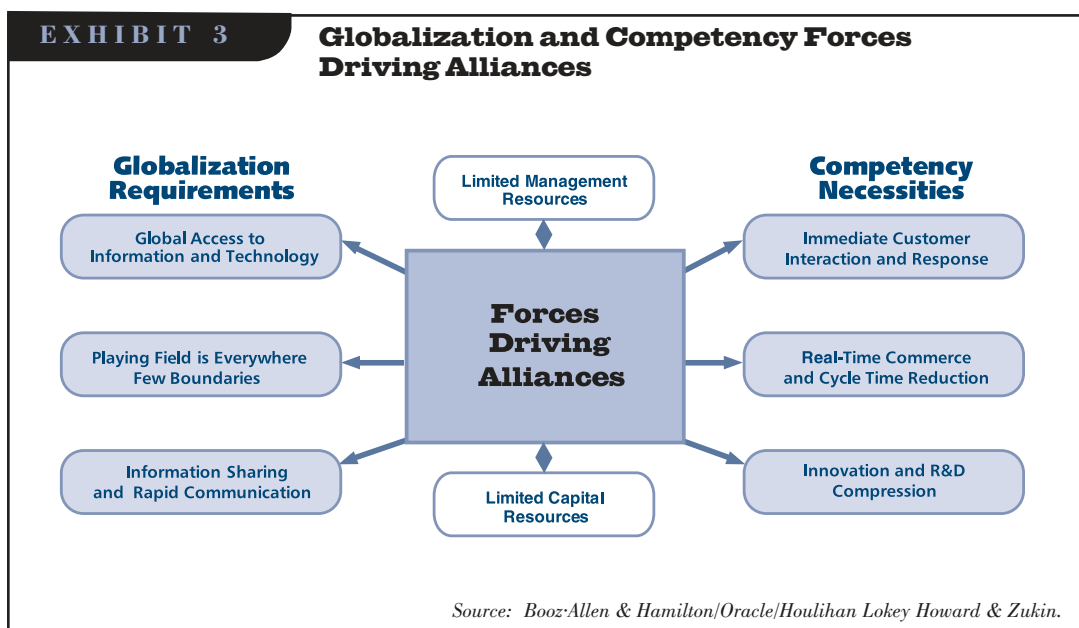 EXHIBIT 3
Globalization and Competency Forces
Driving Alliances
Globalization
Requirements
Global Access to
Information and Technology
Playing Field is Everywhere
Few Boundaries
Information Sharing
and Rapid Communication
Limited Management
Resources
Forces
Driving
Alliances
Limited Capital
Resources
Competency
Necessities
Immediate Customer
Interaction and Response
Real-Time Commerce
and Cycle Time Reduction
Innovation and R&D
Compression
Source: Booz·Allen & Hamilton/Oracle/Houlihan Lokey Howard & Zukin.